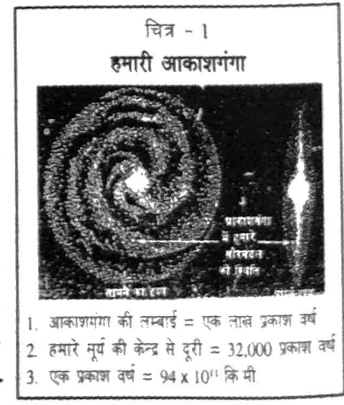 चित्र - 1
हमारी आकाशगंगा
आकाशगंगा
में हमारे
सौरमंडल
की स्थिति
सामने का दृश्य
1. आकाशगंगा की लम्बाई = एक लाख प्रकाश वर्ष
2. हमारे सूर्य की केन्द्र से दूरी = 32,000 प्रकाश वर्ष
3. एक प्रकाश वर्ष = 94 x 10¹¹ कि मी